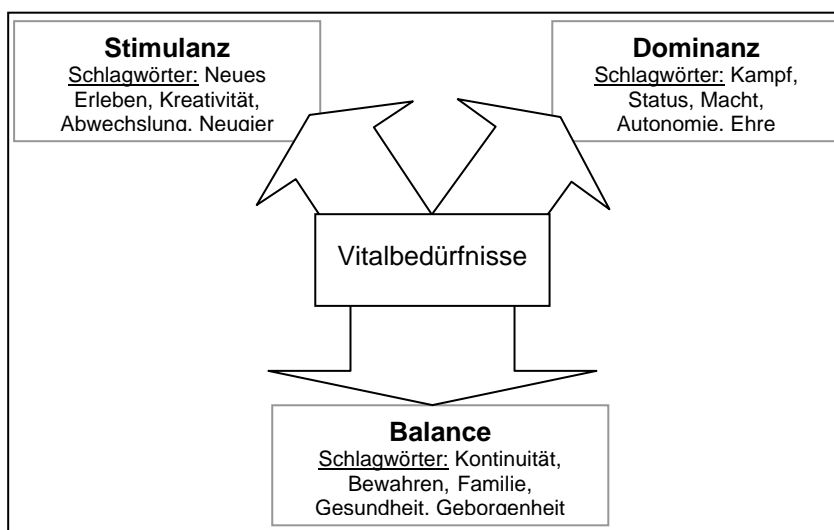 Stimulanz
Schlagwörter: Neues
Erleben, Kreativität,
Abwechslung, Neugier
Dominanz
Schlagwörter: Kampf,
Status, Macht,
Autonomie, Ehre
Vitalbedürfnisse
Balance
Schlagwörter: Kontinuität,
Bewahren, Familie,
Gesundheit, Geborgenheit